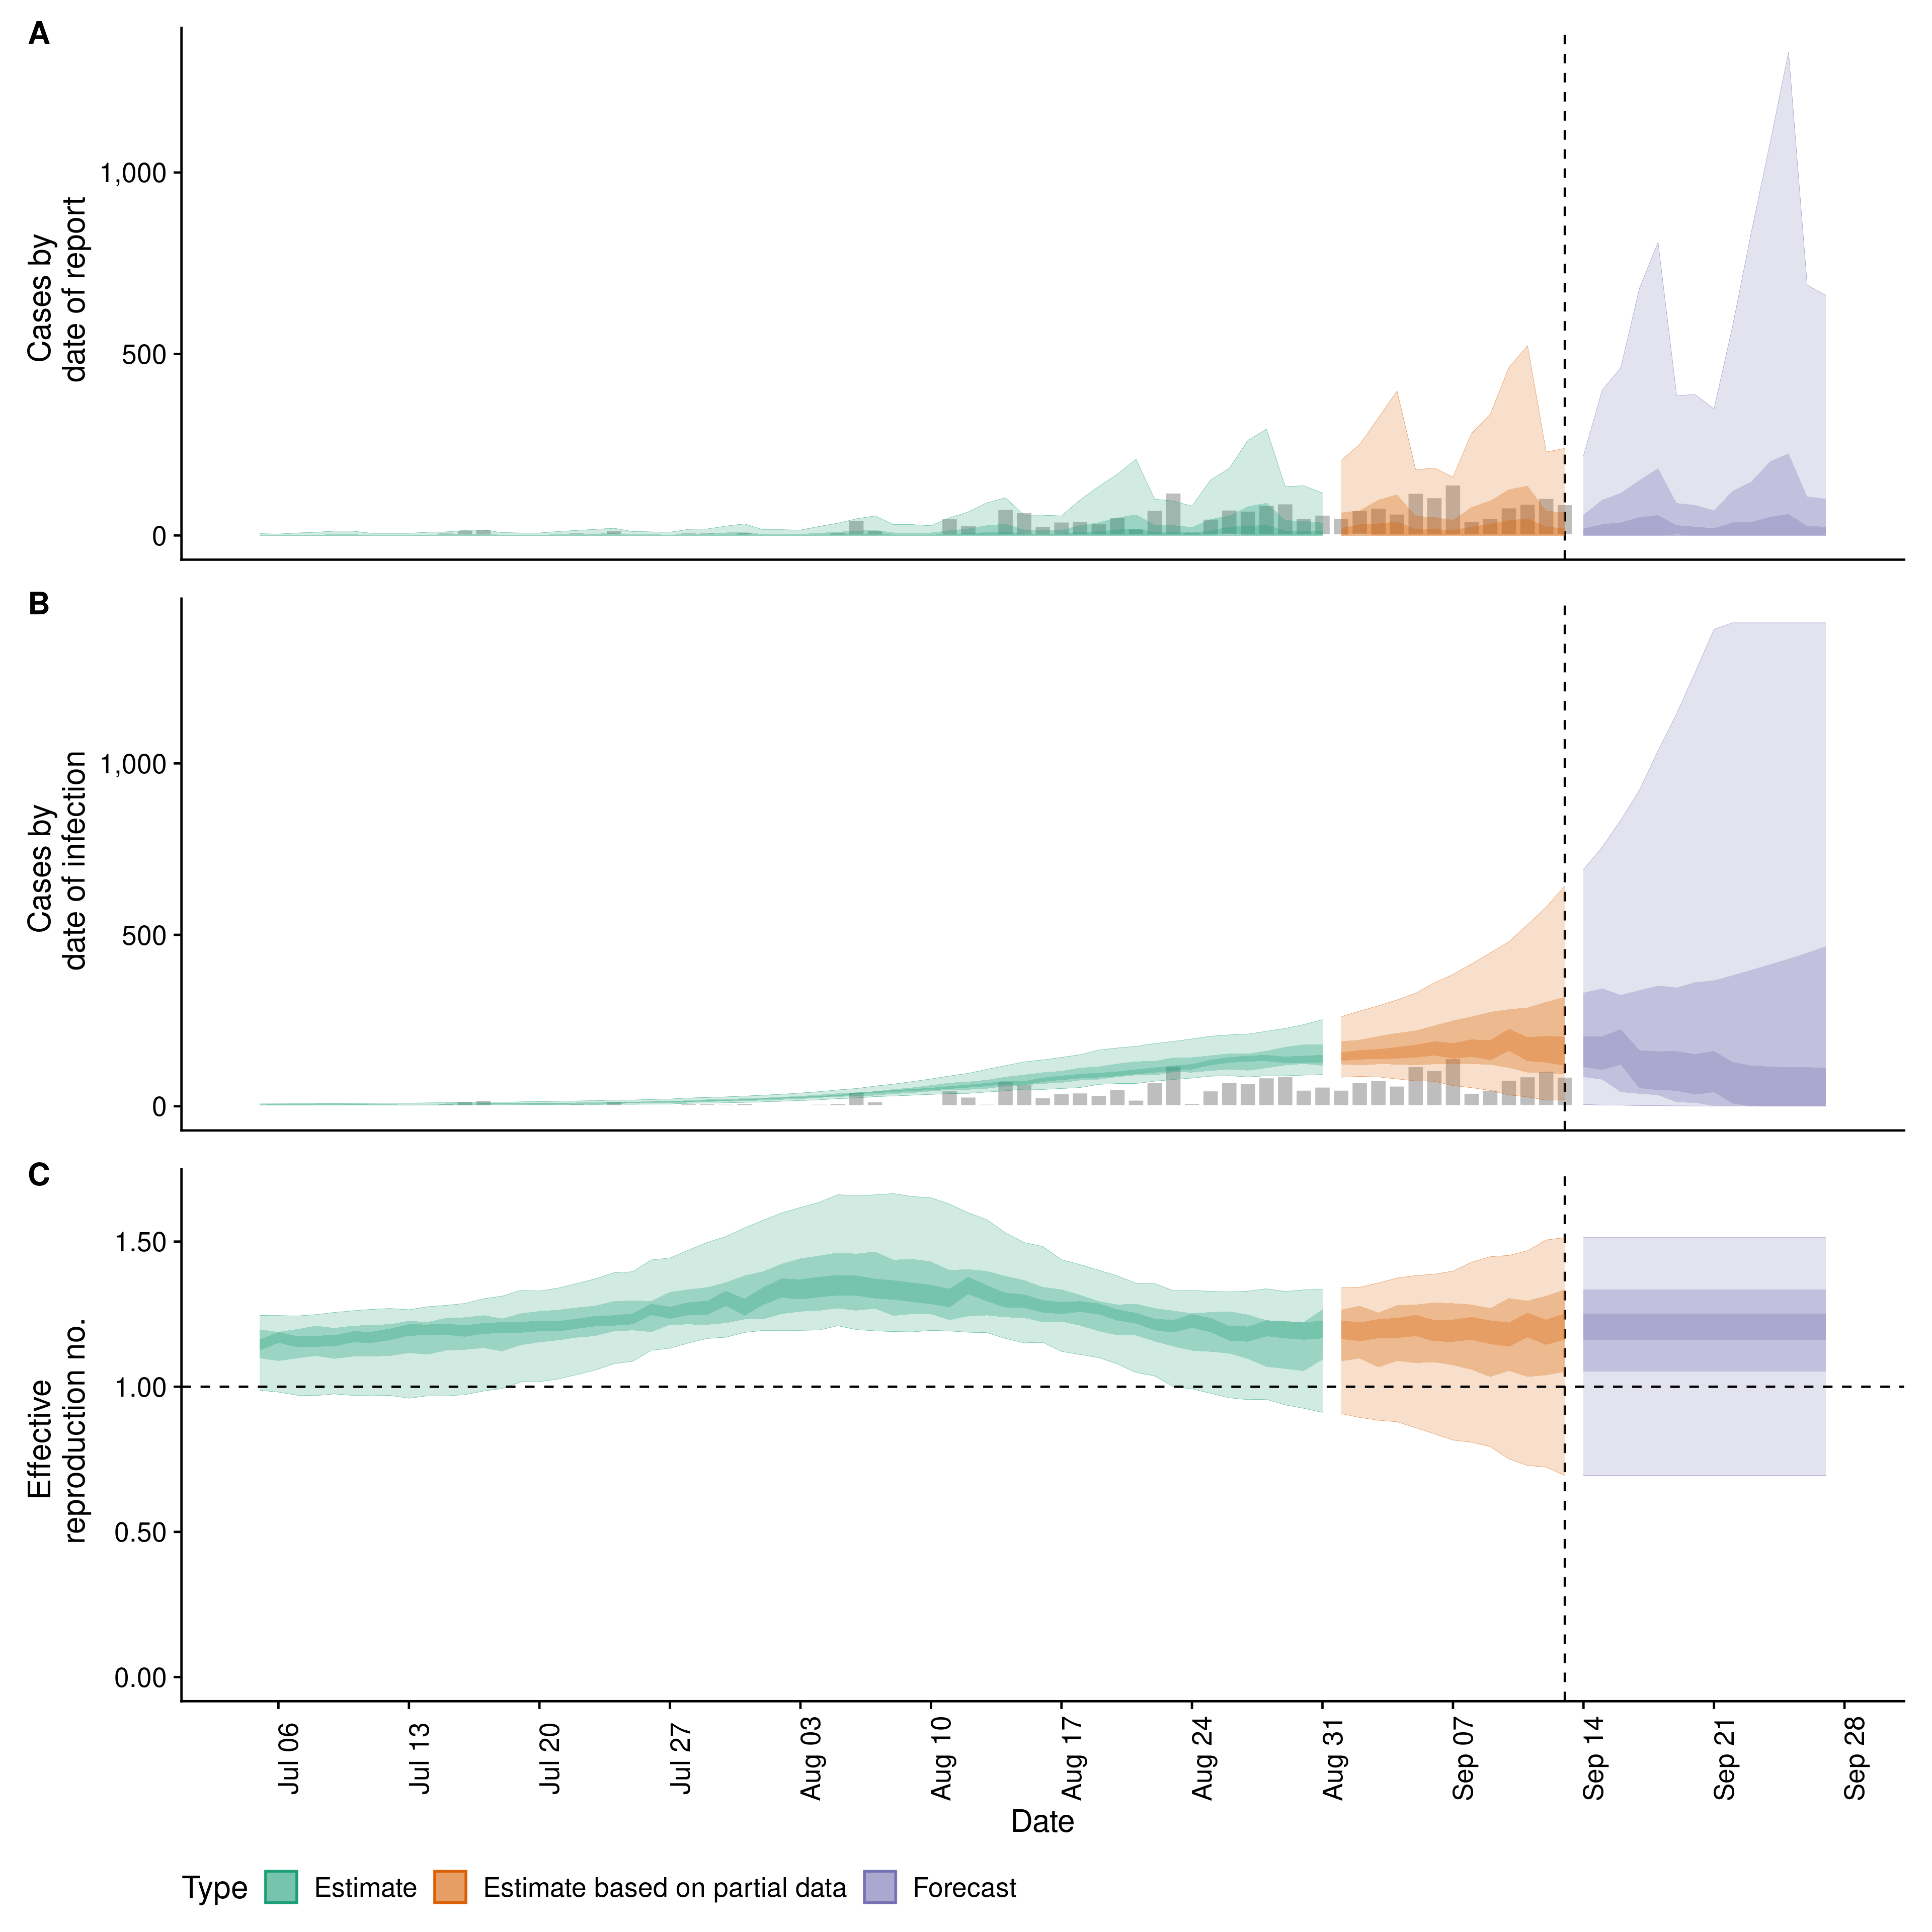 A
Cases by
date of report
1,000
500
0
B
Cases by
date of infection
1,000
500
0
C
Effective
reproduction no.
1.50
1.00
0.50
0.00
Jul 06
Jul 13
Jul 20
Jul 27
Aug 03
Aug 10
Aug 17
Aug 24
Aug 31
Sep 07
Sep 14
Sep 21
Sep 28
Date
Type Estimate Estimate based on partial data Forecast